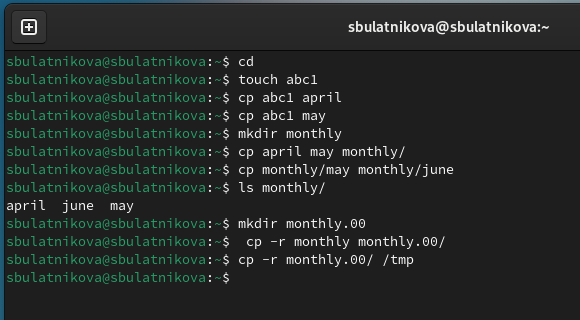 sbulatnikova@sbulatnikova:~
sbulatnikova@sbulatnikova:~$ cd
sbulatnikova@sbulatnikova:~$ touch abc1
sbulatnikova@sbulatnikova:~$ cp abc1 april
sbulatnikova@sbulatnikova:~$ cp abc1 may
sbulatnikova@sbulatnikova:~$ mkdir monthly
sbulatnikova@sbulatnikova:~$ cp april may monthly/
sbulatnikova@sbulatnikova:~$ cp monthly/may monthly/june
sbulatnikova@sbulatnikova:~$ ls monthly/
april  june  may
sbulatnikova@sbulatnikova:~$ mkdir monthly.00
sbulatnikova@sbulatnikova:~$  cp -r monthly monthly.00/
sbulatnikova@sbulatnikova:~$ cp -r monthly.00/ /tmp
sbulatnikova@sbulatnikova:~$